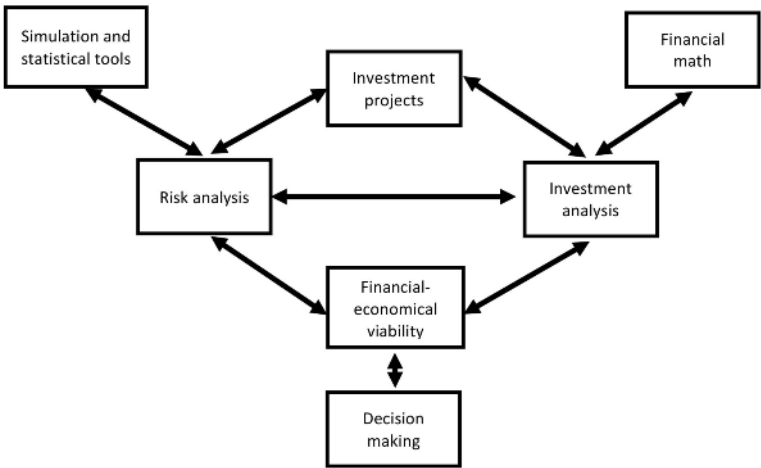 Simulation and
statistical tools
Investment
projects
Financial
math
Risk analysis
Investment
analysis
Financial-
economical
viability
Decision
making